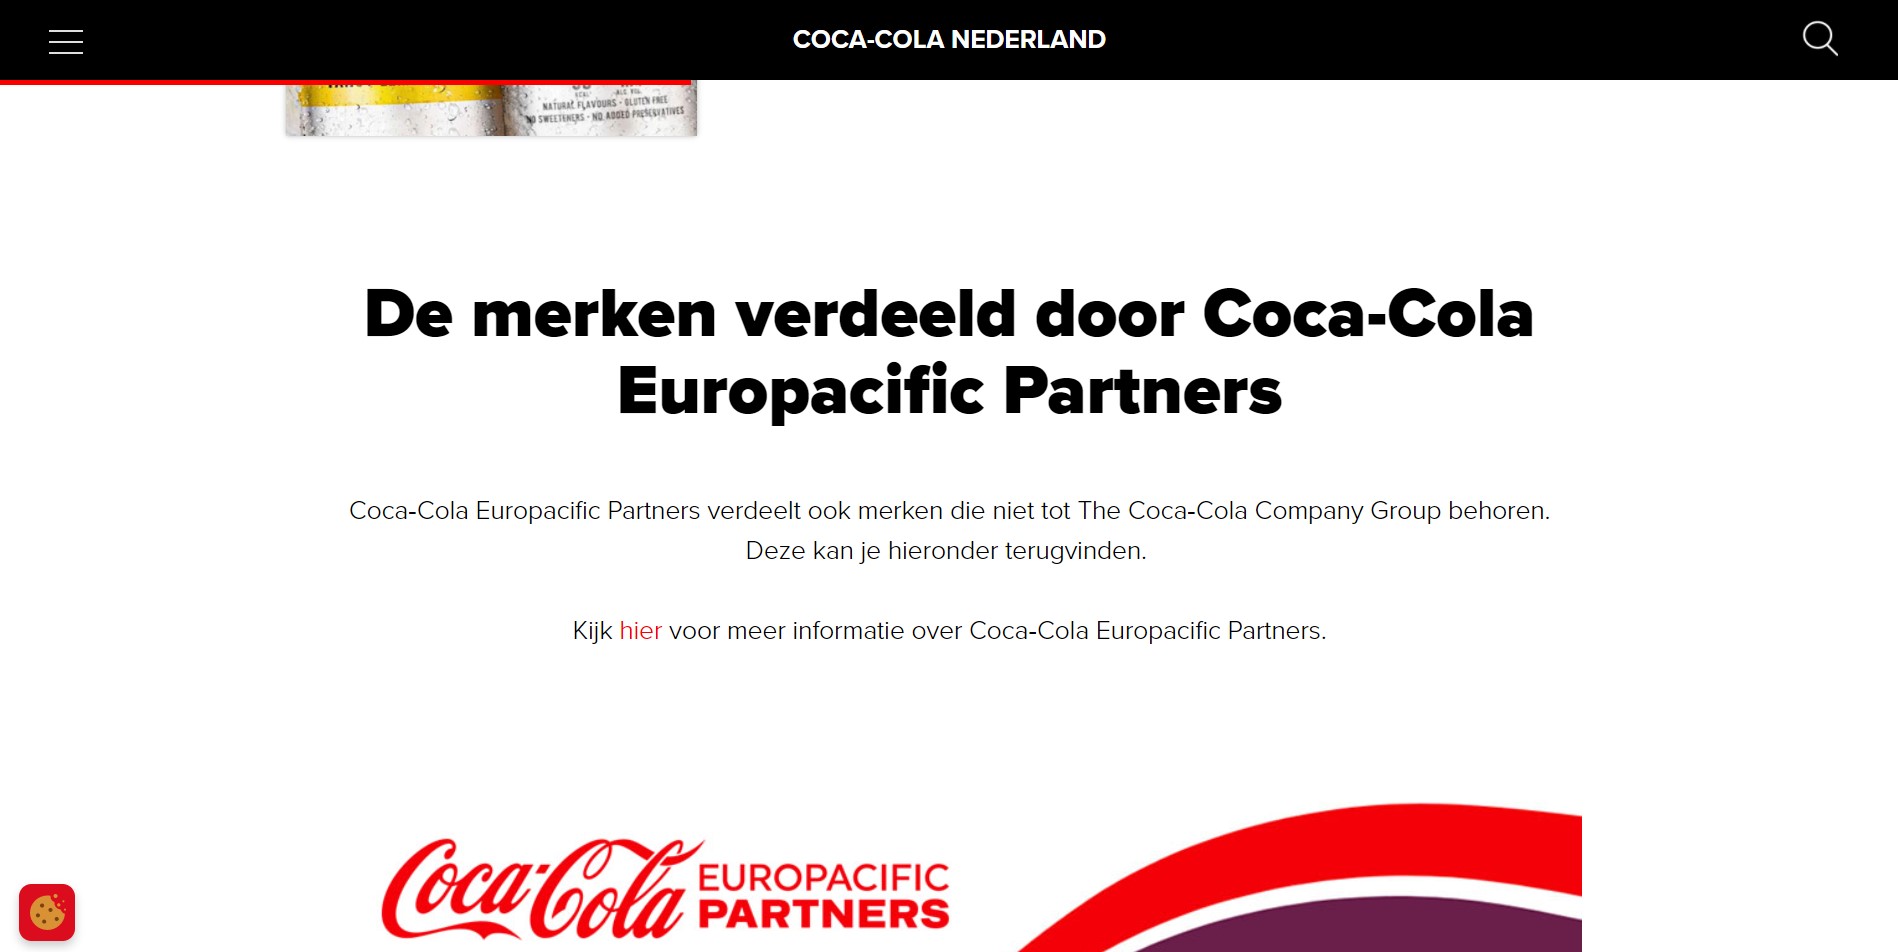 COCA-COLA NEDERLAND
NATURAL FLAVOURS - GLUTEN FREE
NO SWEETENERS - NO ADDED PRESERVATIVES
De merken verdeeld door Coca-Cola
Europacific Partners
Coca-Cola Europacific Partners verdeelt ook merken die niet tot The Coca-Cola Company Group behoren.
Deze kan je hieronder terugvinden.
Kijk hier voor meer informatie over Coca-Cola Europacific Partners.
Coca-Cola EUROPACIFIC
PARTNERS